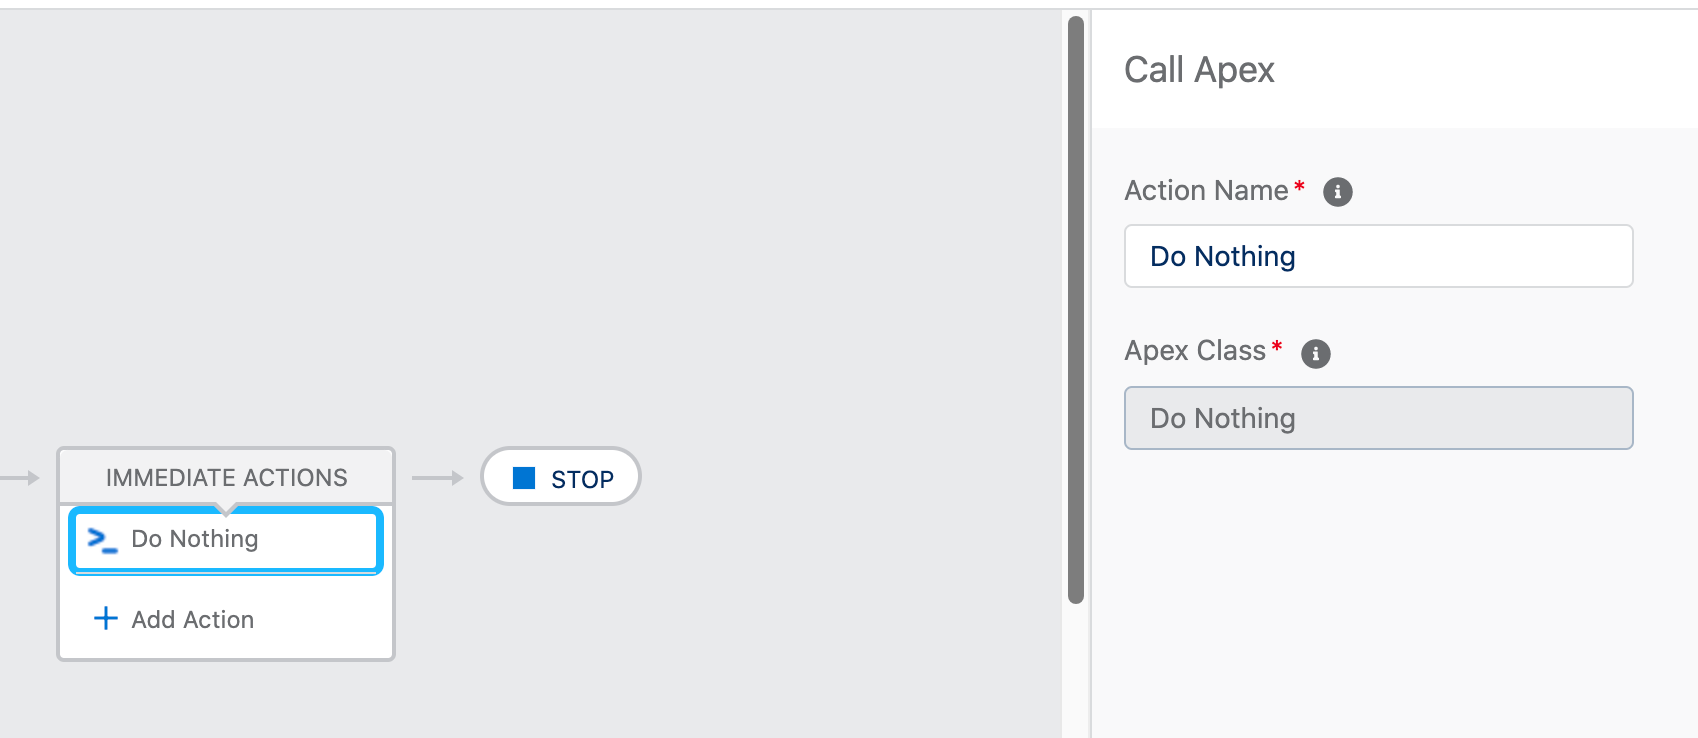 IMMEDIATE ACTIONS
Do Nothing
Add Action
STOP
Call Apex
Action Name*
Do Nothing
Apex Class*
Do Nothing